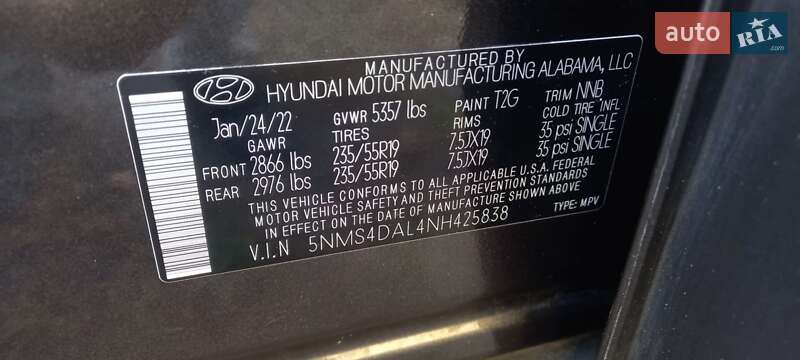 auto RIA.com
MANUFACTURED BY
HYUNDAI MOTOR MANUFACTURING ALABAMA, LLC
Jan/24/22 GVWR 5357 lbs PAINT T2G TRIM NNB
GAWR TIRES RIMS COLD TIRE INFL
FRONT 2866 lbs 235/55R19 7.5JX19 35 psi SINGLE
REAR 2976 lbs 235/55R19 7.5JX19 35 psi SINGLE
THIS VEHICLE CONFORMS TO ALL APPLICABLE U.S.A. FEDERAL
MOTOR VEHICLE SAFETY AND THEFT PREVENTION STANDARDS
IN EFFECT ON THE DATE OF MANUFACTURE SHOWN ABOVE
V.I.N 5NMS4DAL4NH425838 TYPE: MPV